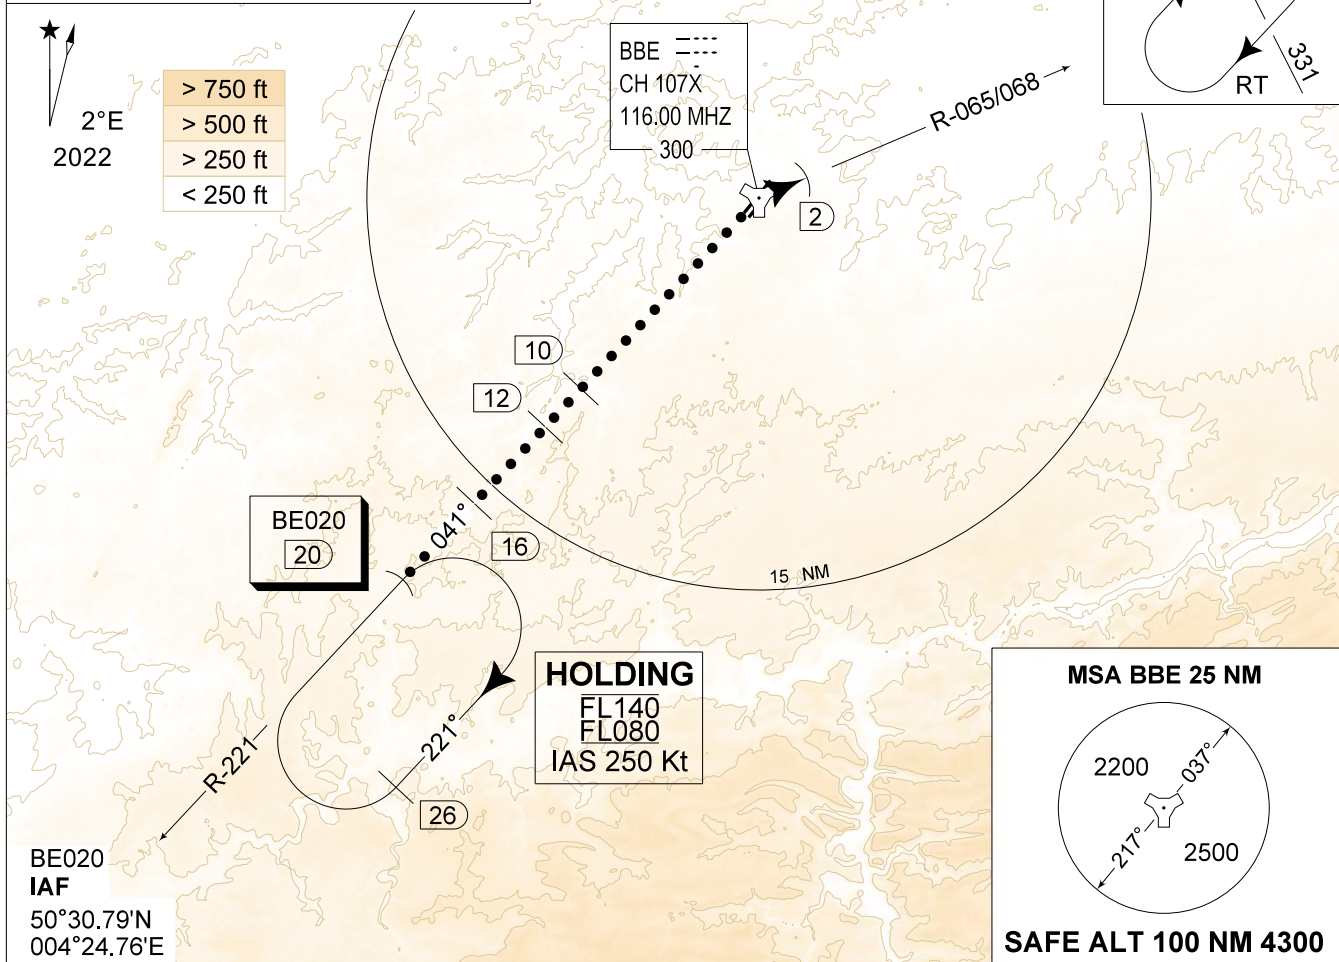 2°E
2022
> 750 ft
> 500 ft
> 250 ft
< 250 ft
BBE
CH 107X
116.00 MHZ
300
R-065/068
331
RT
2
10
12
16
041°
BE020
20
15 NM
HOLDING
FL140
FL080
IAS 250 Kt
221°
R-221
26
BE020
IAF
50°30.79'N
004°24.76'E
MSA BBE 25 NM
2200
037°
217°
2500
SAFE ALT 100 NM 4300